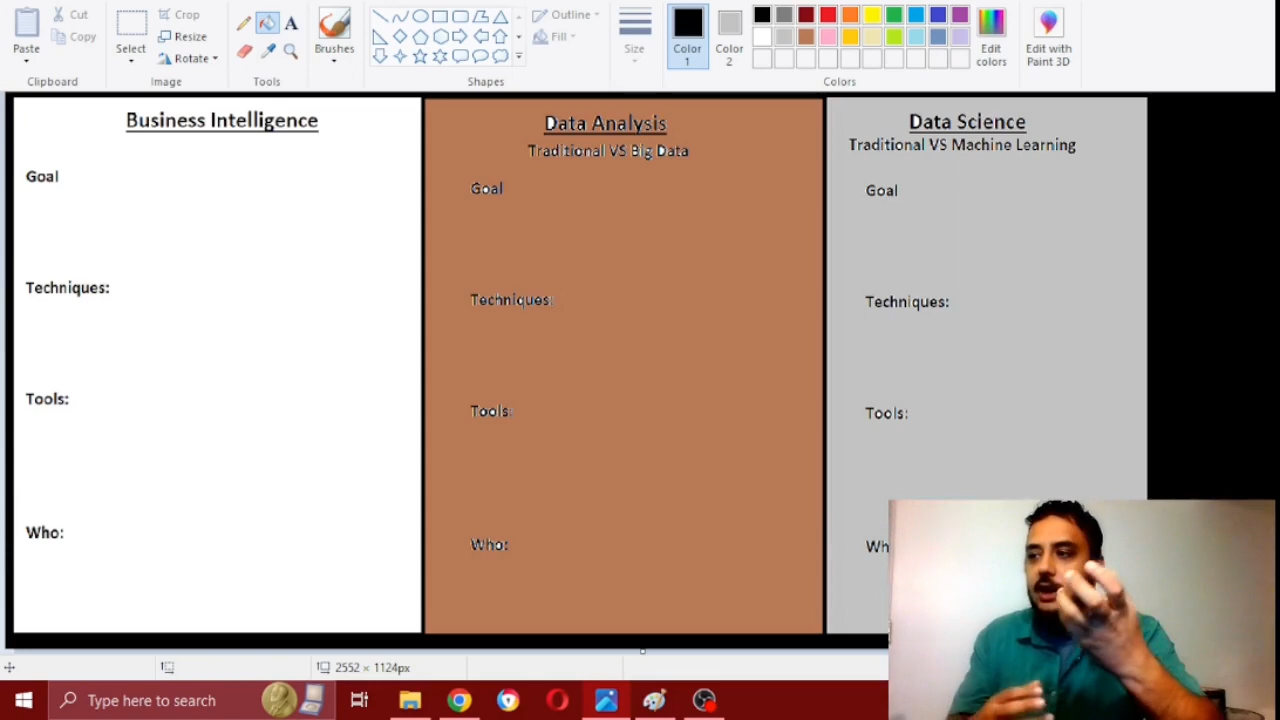 Paste
Cut
Copy
Clipboard
Select
Crop
Resize
Rotate
Image
A
Tools
Brushes
Shapes
Outline
Fill
Size
Color
1
Color
2
Colors
Edit
colors
Edit with
Paint 3D
Business Intelligence
Goal
Techniques:
Tools:
Who:
Data Analysis
Traditional VS Big Data
Goal
Techniques:
Tools:
Who:
Data Science
Traditional VS Machine Learning
Goal
Techniques:
Tools:
Wh
2552 × 1124px
Type here to search